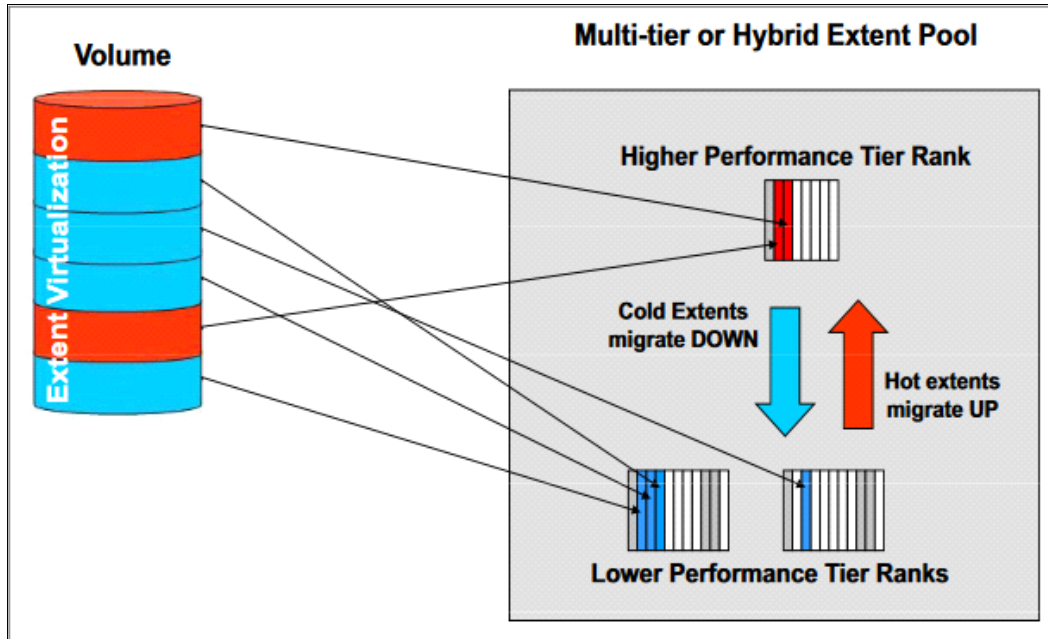 Multi-tier or Hybrid Extent Pool
Volume
Extent Virtualization
Higher Performance Tier Rank
Cold Extents
migrate DOWN
Hot extents
migrate UP
Lower Performance Tier Ranks